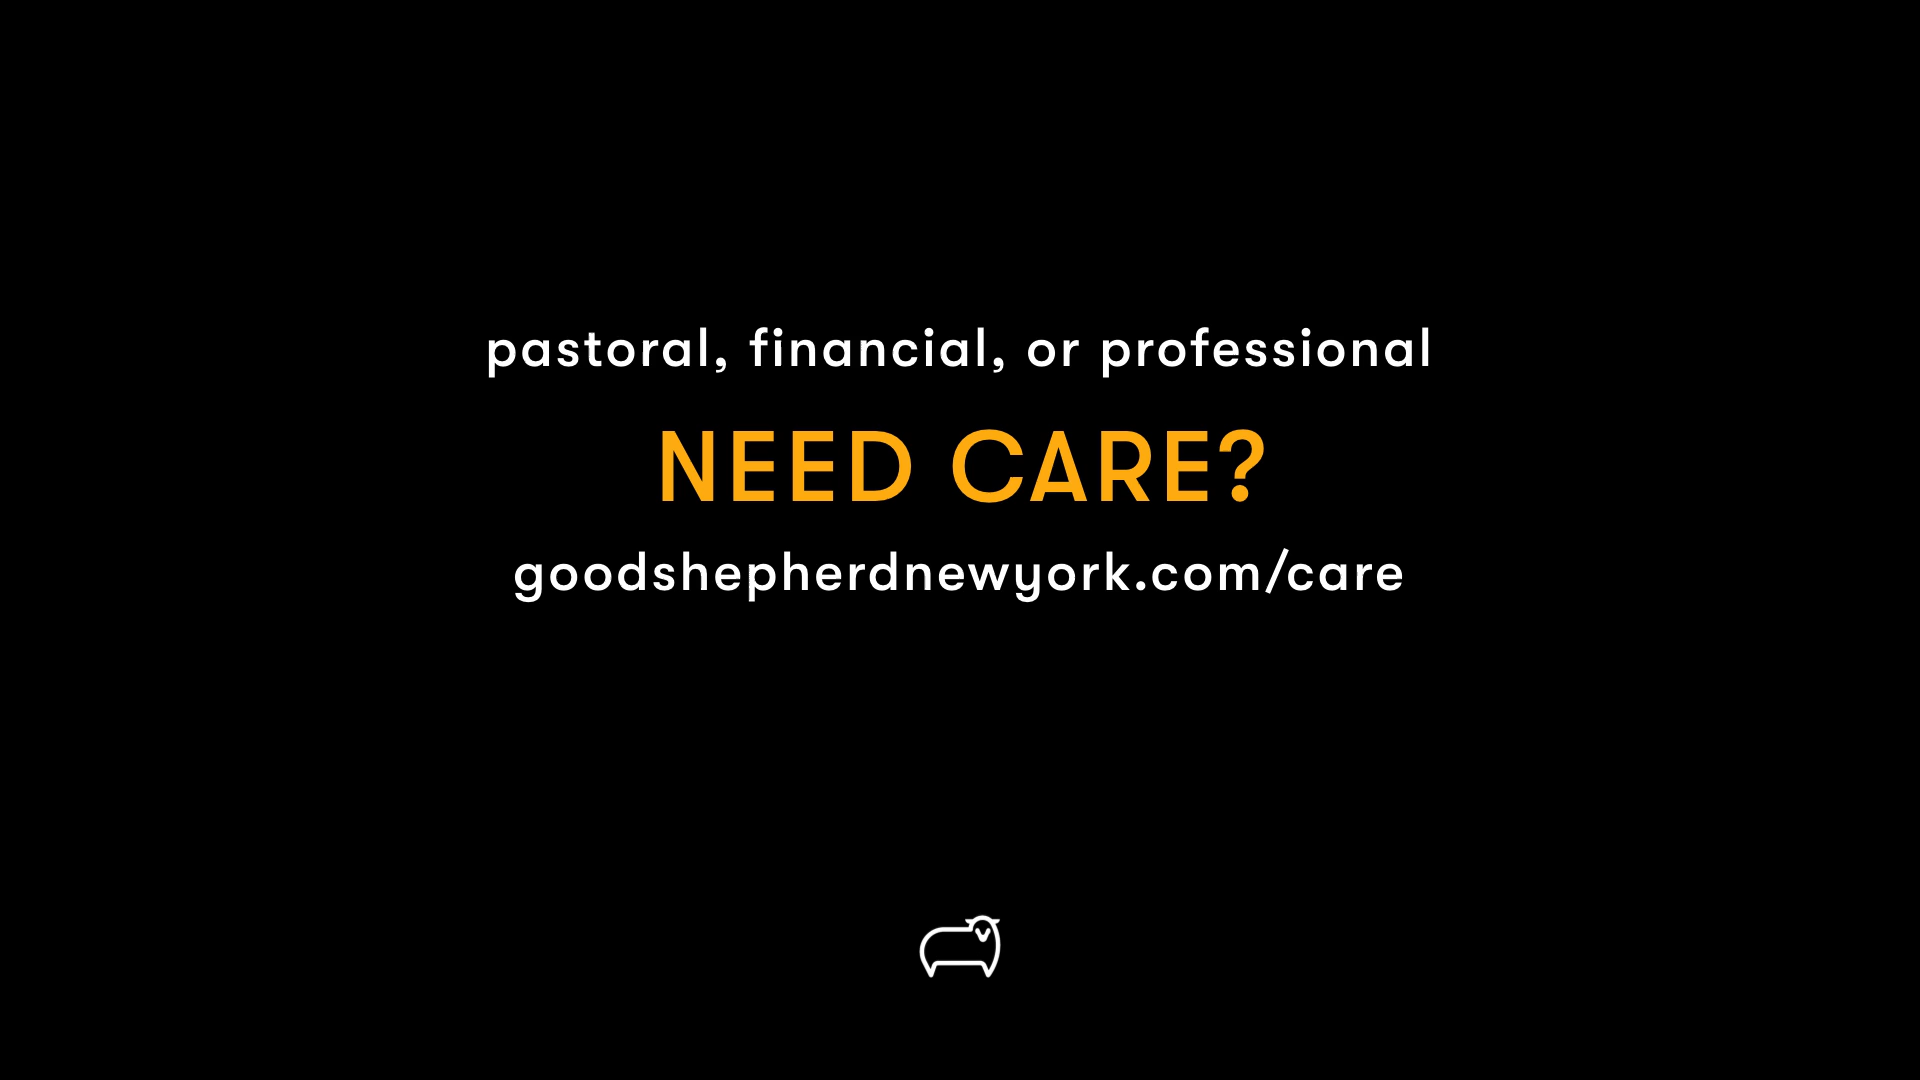 pastoral, financial, or professional
NEED CARE?
goodshepherdnewyork.com/care